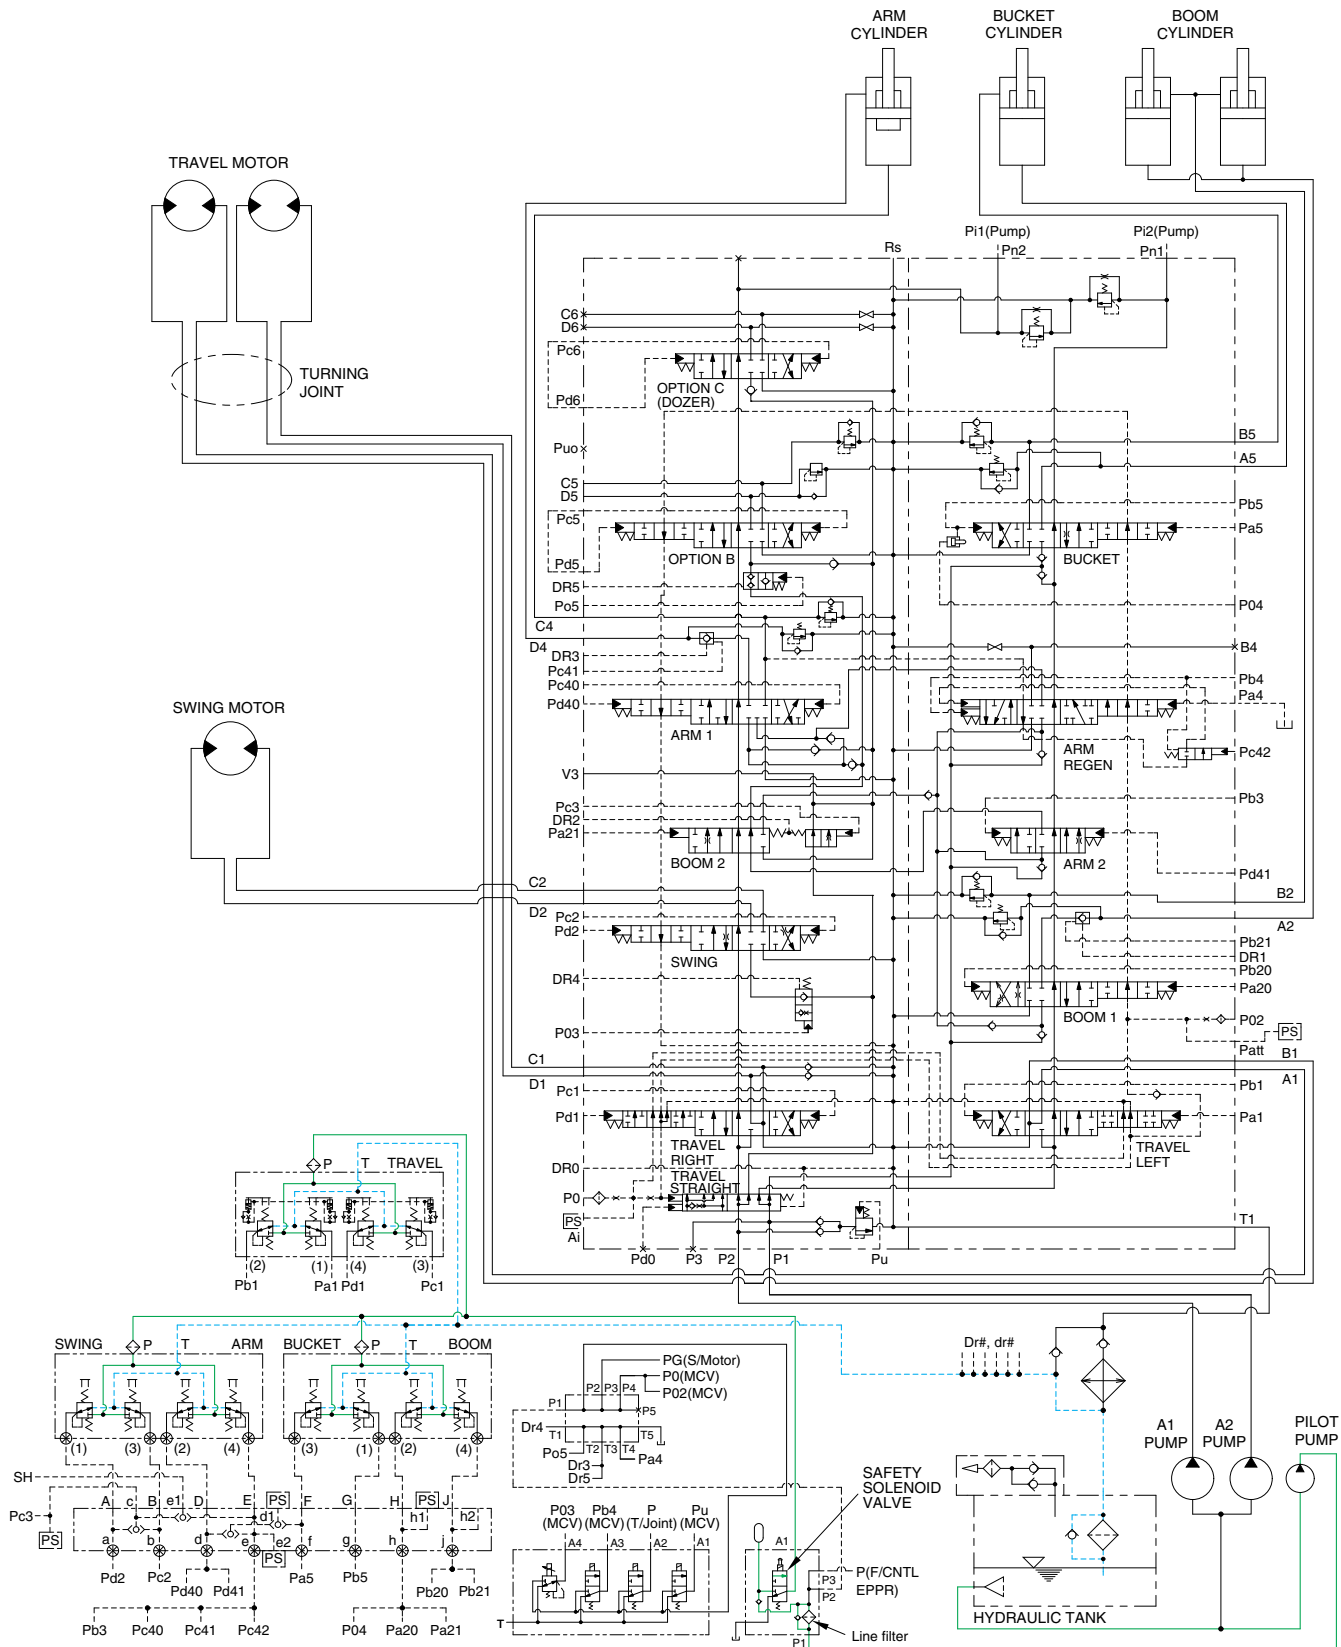 ARM
CYLINDER
BUCKET
CYLINDER
BOOM
CYLINDER
TRAVEL MOTOR
TURNING
JOINT
Pi1(Pump)
Pi2(Pump)
Rs
Pn2
Pn1
C6
D6
Pc6
Pd6
OPTION C
(DOZER)
Puo
B5
A5
C5
D5
Pc5
Pd5
OPTION B
Pb5
Pa5
BUCKET
DR5
Po5
P04
C4
D4
B4
DR3
Pc41
Pc40
Pd40
ARM 1
Pb4
Pa4
ARM
REGEN
Pc42
SWING MOTOR
V3
Pc3
DR2
Pa21
BOOM 2
Pb3
ARM 2
Pd41
C2
D2
B2
A2
Pc2
Pd2
SWING
Pb21
DR1
Pb20
Pa20
BOOM 1
DR4
P03
P02
PS
Patt
C1
D1
B1
A1
Pc1
Pd1
TRAVEL
RIGHT
Pb1
Pa1
TRAVEL
LEFT
DR0
TRAVEL
STRAIGHT
P0
PS
Ai
Pd0
P3
P2
P1
Pu
T1
P
T
TRAVEL
(2)
(1)
(4)
(3)
Pb1
Pa1
Pd1
Pc1
SWING
P
T
ARM
BUCKET
P
T
BOOM
(1)
(3)
(2)
(4)
(3)
(1)
(2)
(4)
SH
Pc3
PS
A
c
B
e1
D
E
d1
PS
F
G
H
PS
h1
J
h2
a
b
d
e
e2
PS
f
g
h
j
Pd2
Pc2
Pd40
Pd41
Pa5
Pb5
Pb20
Pb21
Pb3
Pc40
Pc41
Pc42
P04
Pa20
Pa21
PG(S/Motor)
P0(MCV)
P02(MCV)
P1
P2
P3
P4
P5
Dr4
T1
T2
T3
T4
T5
Po5
Dr3
Dr5
Pa4
P03
(MCV)
Pb4
(MCV)
P
(T/Joint)
Pu
(MCV)
A4
A3
A2
A1
T
A1
SAFETY
SOLENOID
VALVE
P3
P2
P(F/CNTL
EPPR)
P1
Line filter
Dr#, dr#
A1
PUMP
A2
PUMP
PILOT
PUMP
HYDRAULIC TANK